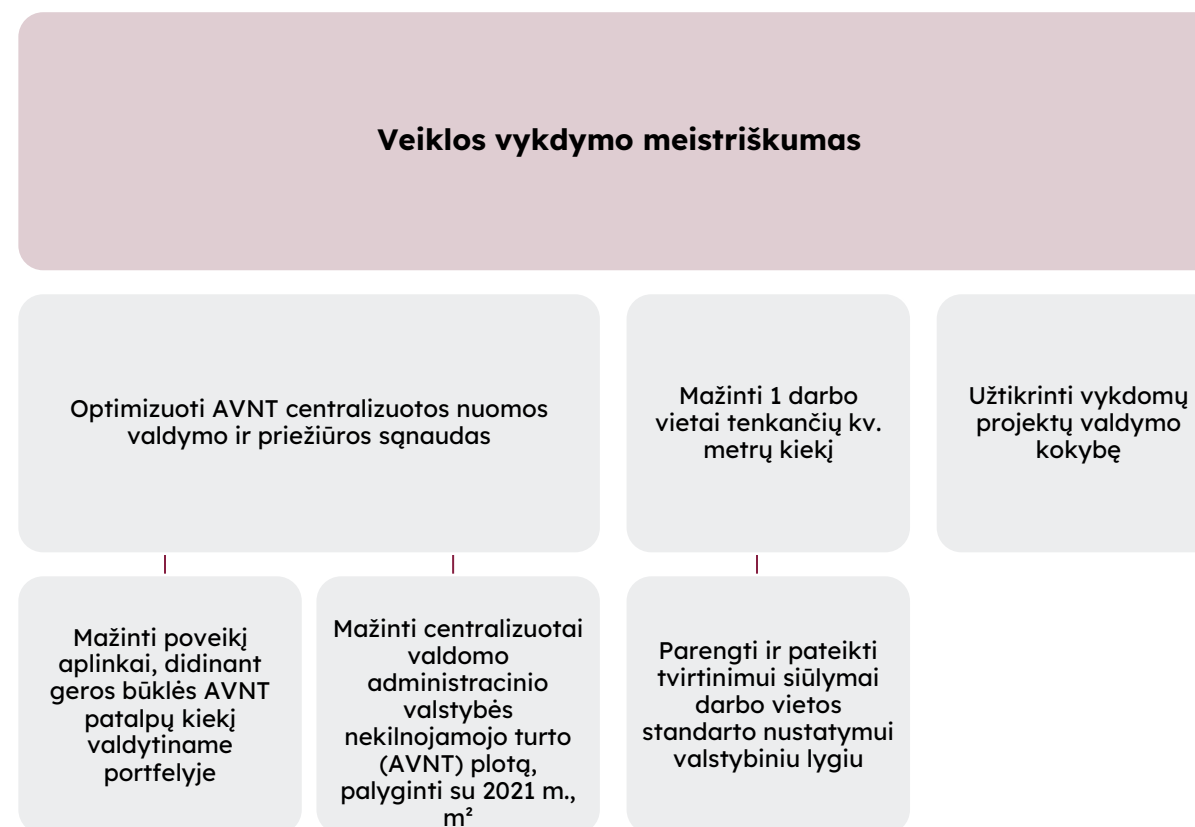 Veiklos vykdymo meistriškumas
Optimizuoti AVNT centralizuotos nuomos
valdymo ir priežiūros sąnaudas
Mažinti 1 darbo
vietai tenkančių kv.
metrų kiekį
Užtikrinti vykdomų
projektų valdymo
kokybę
Mažinti poveikį
aplinkai, didinant
geros būklės AVNT
patalpų kiekį
valdytiname
portfelyje
Mažinti centralizuotai
valdomo
administracinio
valstybės
nekilnojamojo turto
(AVNT) plotą,
palyginti su 2021 m.,
m²
Parengti ir pateikti
tvirtinimui siūlymai
darbo vietos
standarto nustatymui
valstybiniu lygiu